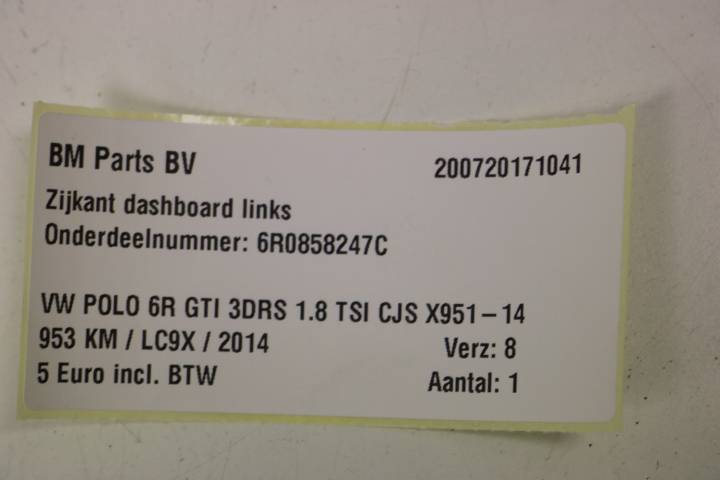 BM Parts BV 200720171041
Zijkant dashboard links
Onderdeelnummer: 6R0858247C
VW POLO 6R GTI 3DRS 1.8 TSI CJS X951-14
953 KM / LC9X / 2014 Verz: 8
5 Euro incl. BTW Aantal: 1